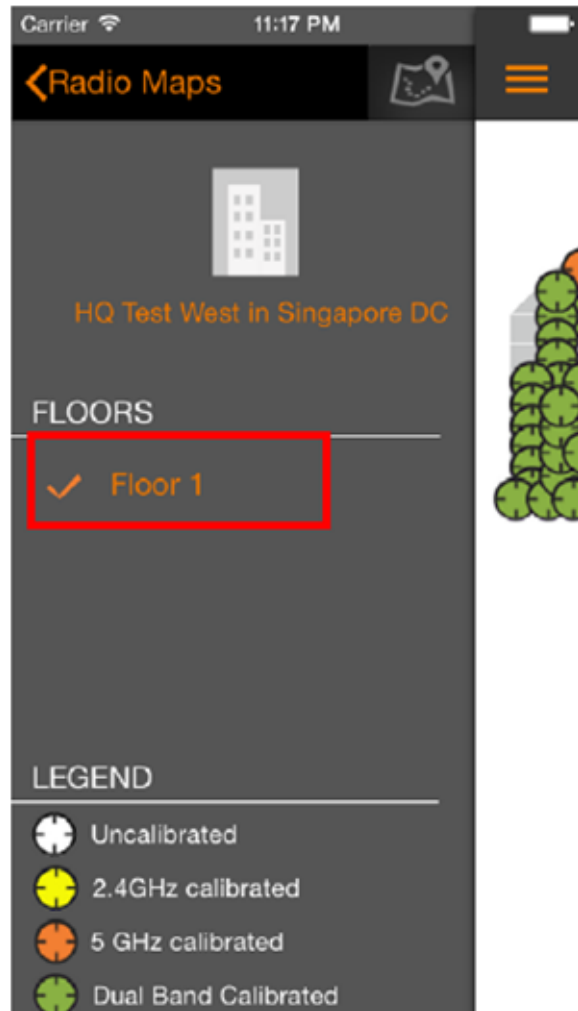 Carrier 11:17 PM
Radio Maps
HQ Test West in Singapore DC
FLOORS
Floor 1
LEGEND
Uncalibrated
2.4GHz calibrated
5 GHz calibrated
Dual Band Calibrated